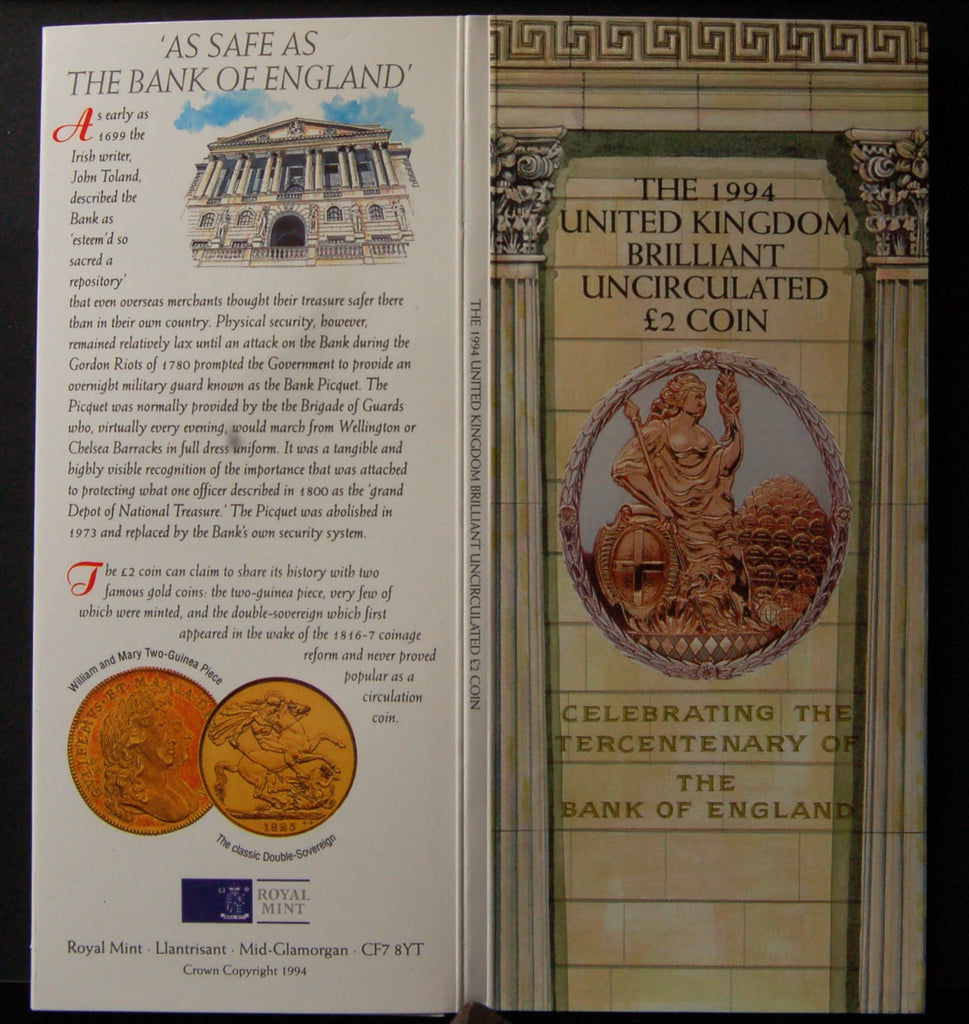 'AS SAFE AS
THE BANK OF ENGLAND'
As early as
1699 the
Irish writer,
John Toland,
described the
Bank as
'esteem'd so
sacred a
repository'
that even overseas merchants thought their treasure safer there
than in their own country. Physical security, however,
remained relatively lax until an attack on the Bank during the
Gordon Riots of 1780 prompted the Government to provide an
overnight military guard known as the Bank Picquet. The
Picquet was normally provided by the the Brigade of Guards
who, virtually every evening, would march from Wellington or
Chelsea Barracks in full dress uniform. It was a tangible and
highly visible recognition of the importance that was attached
to protecting what one officer described in 1800 as the 'grand
Depot of National Treasure.' The Picquet was abolished in
1973 and replaced by the Bank's own security system.
The £2 coin can claim to share its history with two
famous gold coins: the two-guinea piece, very few of
which were minted, and the double-sovereign which first
appeared in the wake of the 1816-7 coinage
reform and never proved
popular as a
circulation
coin.
William and Mary Two-Guinea Piece
1823
The classic Double-Sovereign
ROYAL
MINT
Royal Mint · Llantrisant · Mid-Glamorgan · CF7 8YT
Crown Copyright 1994
THE 1994 UNITED KINGDOM BRILLIANT UNCIRCULATED £2 COIN
THE 1994
UNITED KINGDOM
BRILLIANT
UNCIRCULATED
£2 COIN
CELEBRATING THE
TERCENTENARY OF
THE
BANK OF ENGLAND